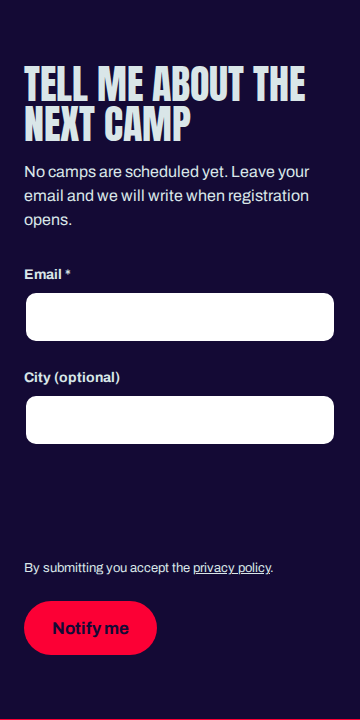 TELL ME ABOUT THE
NEXT CAMP
No camps are scheduled yet. Leave your
email and we will write when registration
opens.
Email *
City (optional)
By submitting you accept the privacy policy.
Notify me